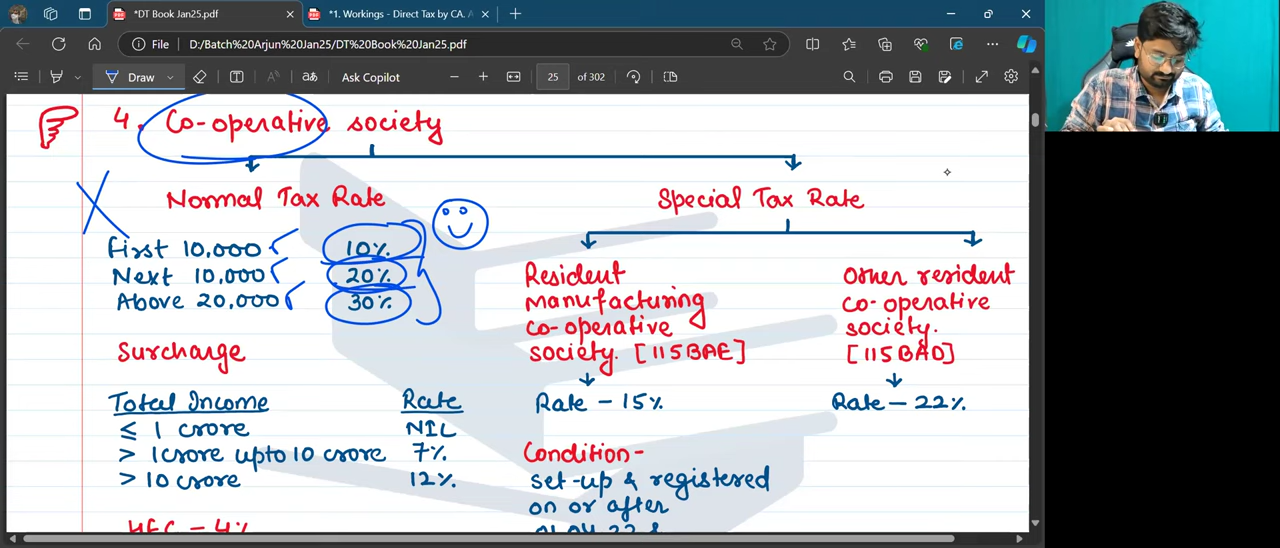 *DT Book Jan25.pdf
*1. Workings - Direct Tax by CA. A
File
D:/Batch%20Arjun%20Jan25/DT%20Book%20Jan25.pdf
Draw
Ask Copilot
25
of 302
4. Co-operative society
Normal Tax Rate
First 10,000 10%
Next 10,000 20%
Above 20,000 30%
Surcharge
Total Income Rate
≤ 1 crore NIL
> 1crore upto 10 crore 7%
> 10 crore 12%
HEC - 4%
Special Tax Rate
Resident
manufacturing
co-operative
society. [115BAE]
Rate - 15%
Condition-
set-up & registered
on or after
Other resident
co-operative
society.
[115BAD]
Rate - 22%